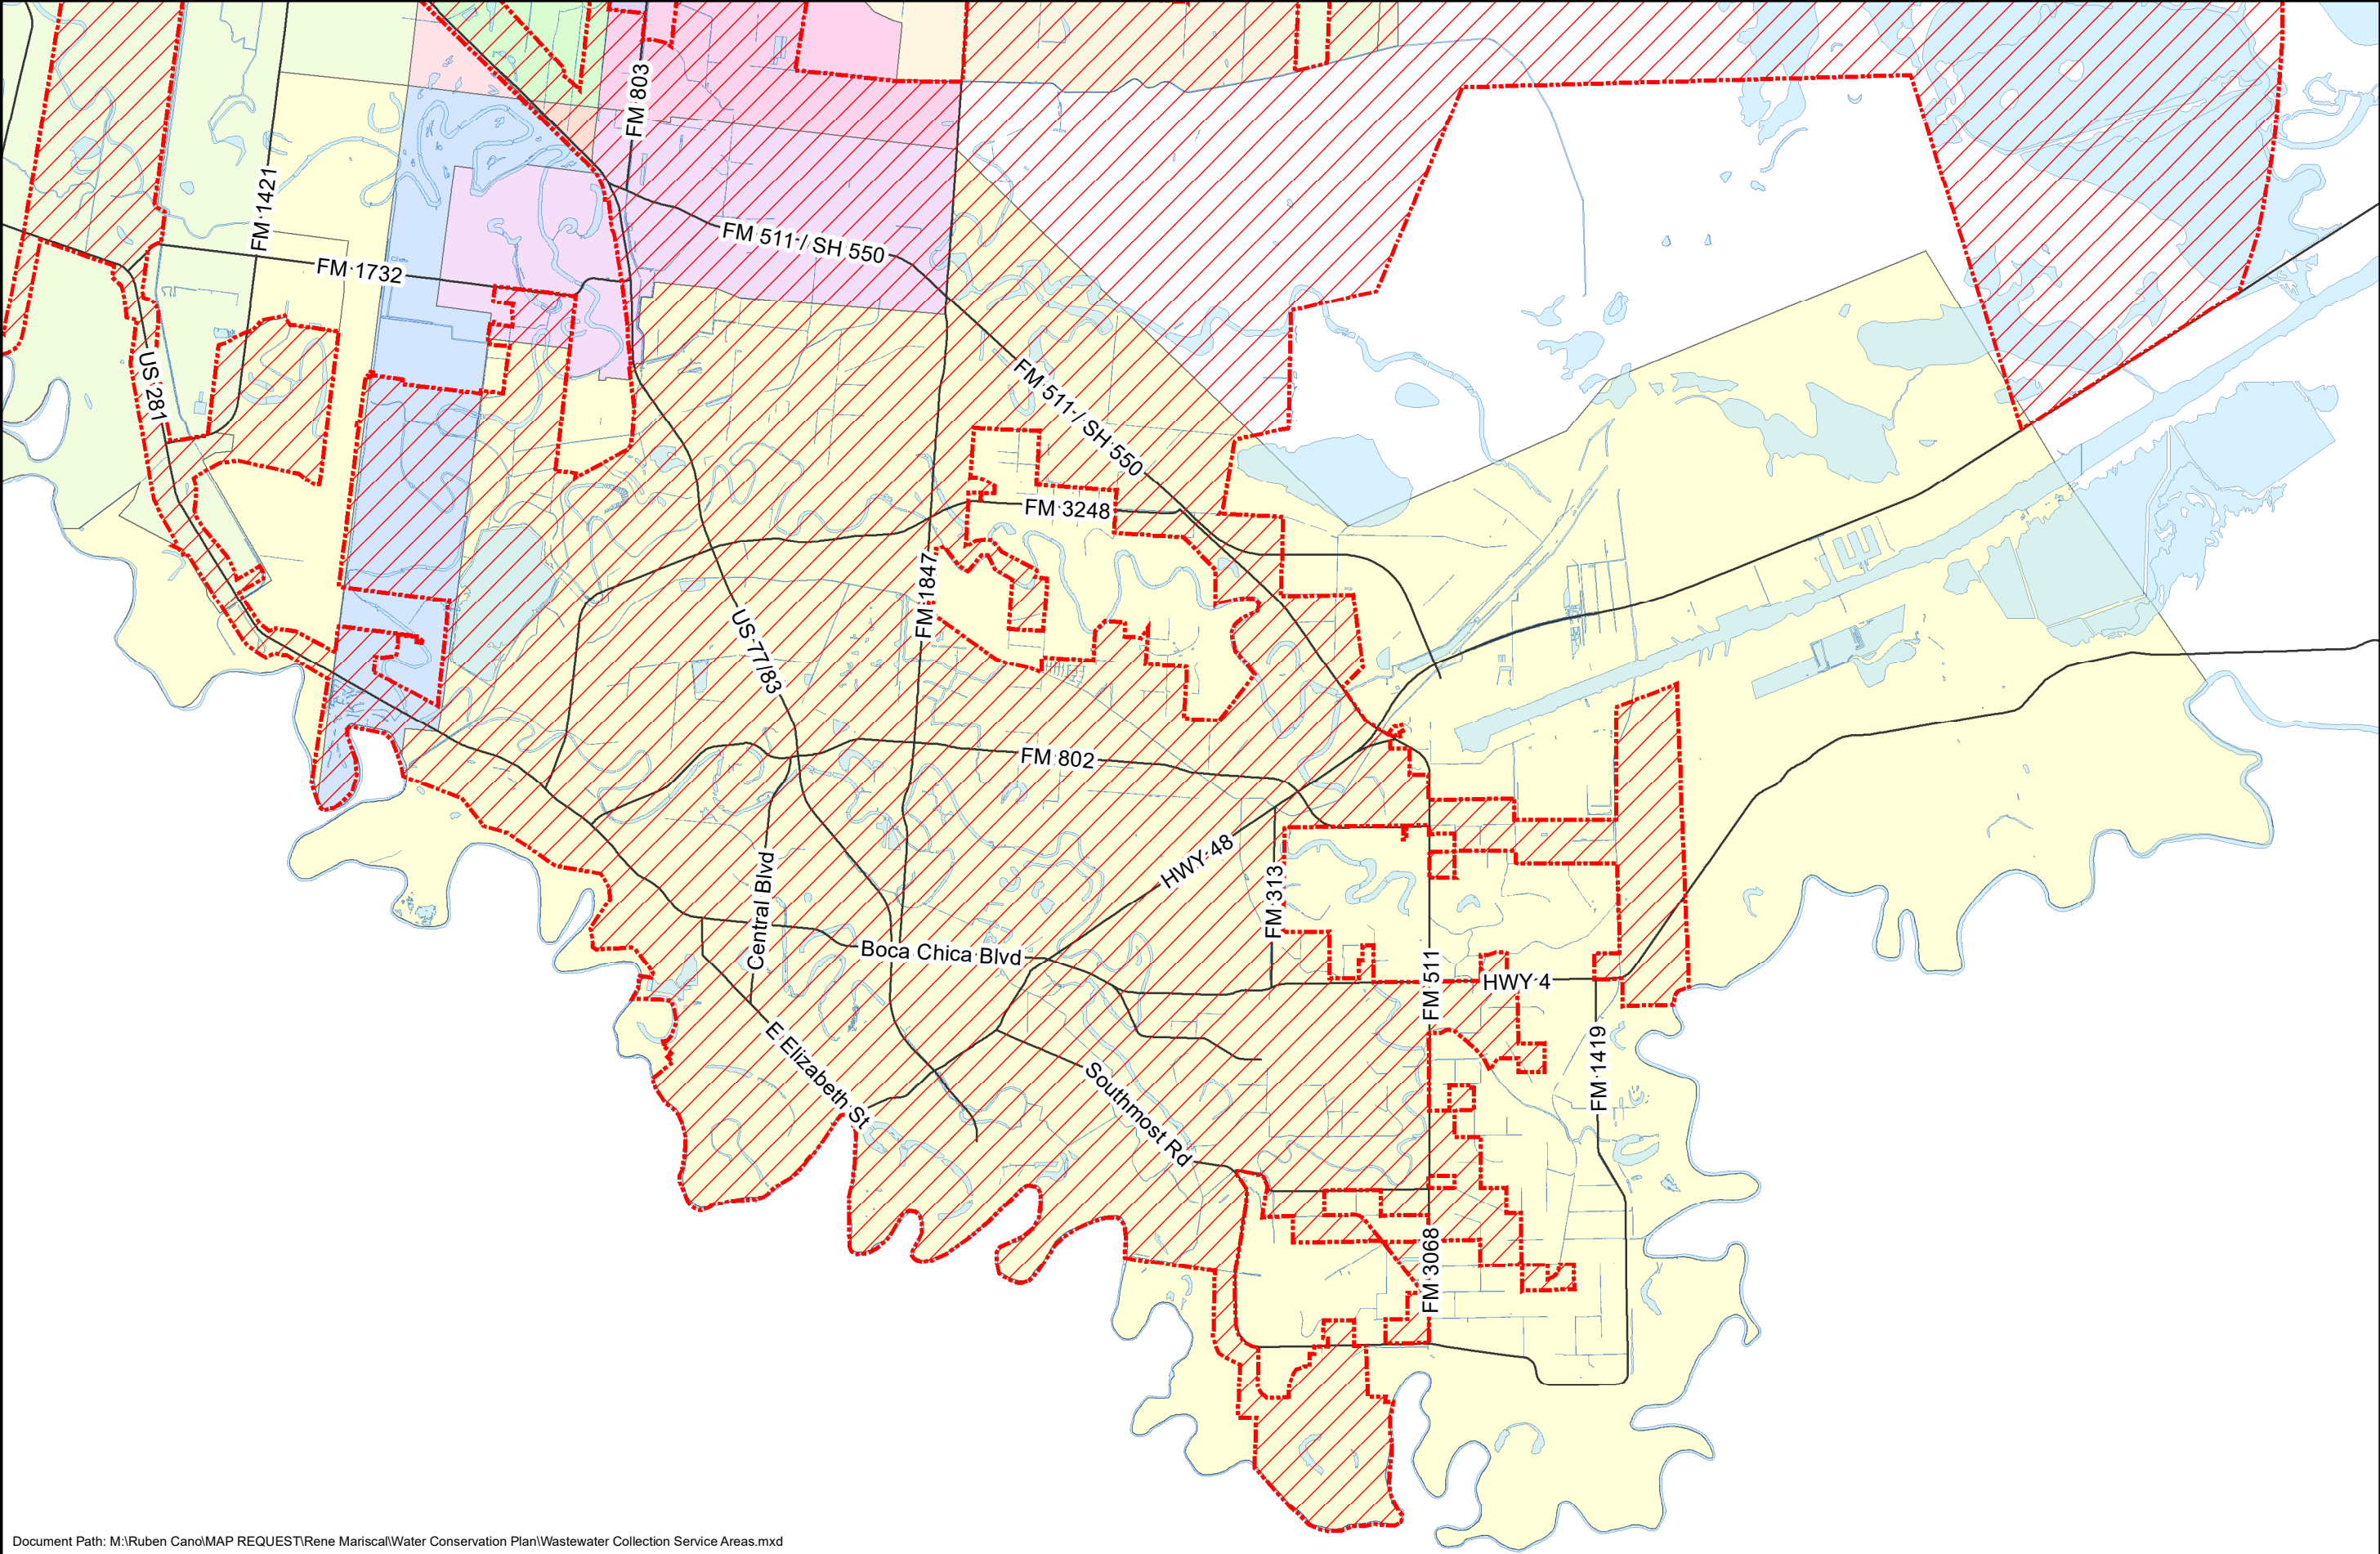 FM 803
FM 1421
FM 511 / SH 550
FM 1732
US 281
FM 511 / SH 550
FM 3248
FM 1847
US 77/83
FM 802
HWY 48
Central Blvd
FM 313
Boca Chica Blvd
FM 511
HWY 4
E Elizabeth St
Southmost Rd
FM 1419
FM 3068
Document Path: M:\Ruben Cano\MAP REQUEST\Rene Mariscal\Water Conservation Plan\Wastewater Collection Service Areas.mxd